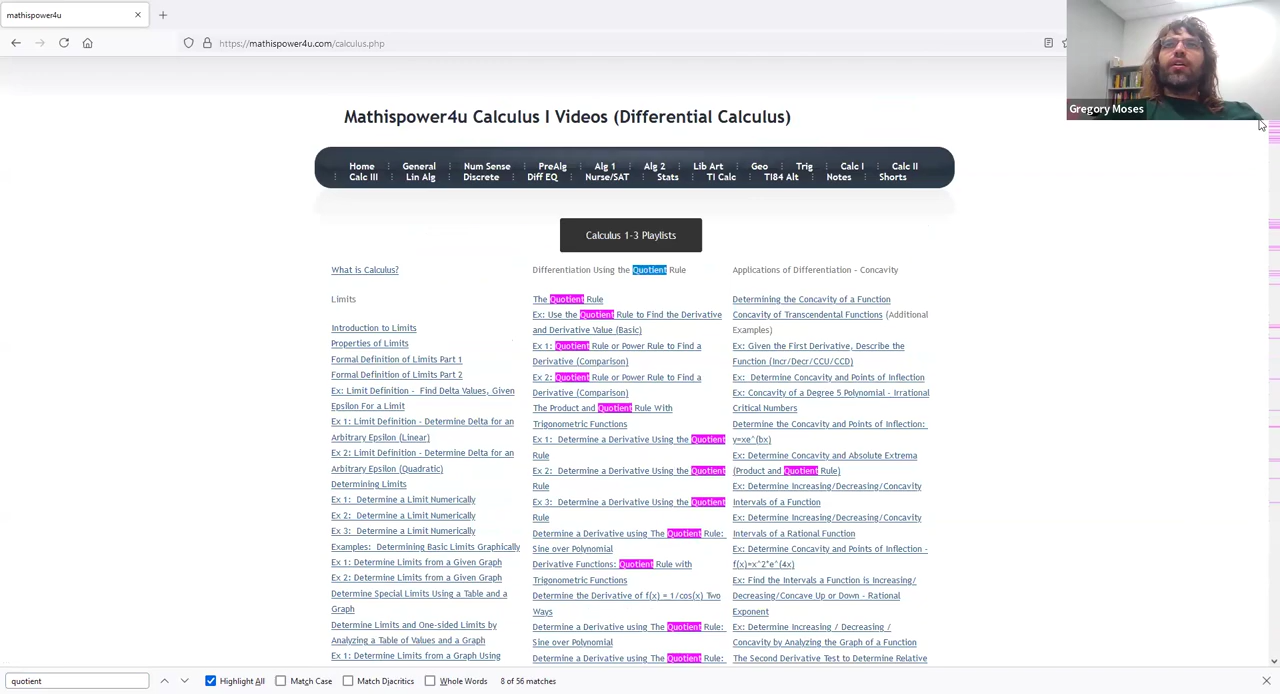 mathispower4u
https://mathispower4u.com/calculus.php
Gregory Moses
Mathispower4u Calculus I Videos (Differential Calculus)
Home General Num Sense PreAlg Alg 1 Alg 2 Lib Art Geo Trig Calc I Calc II
Calc III Lin Alg Discrete Diff EQ Nurse/SAT Stats TI Calc TI84 Alt Notes Shorts
Calculus 1-3 Playlists
What is Calculus?
Limits
Introduction to Limits
Properties of Limits
Formal Definition of Limits Part 1
Formal Definition of Limits Part 2
Ex: Limit Definition - Find Delta Values, Given
Epsilon For a Limit
Ex 1: Limit Definition - Determine Delta for an
Arbitrary Epsilon (Linear)
Ex 2: Limit Definition - Determine Delta for an
Arbitrary Epsilon (Quadratic)
Determining Limits
Ex 1: Determine a Limit Numerically
Ex 2: Determine a Limit Numerically
Ex 3: Determine a Limit Numerically
Examples: Determining Basic Limits Graphically
Ex 1: Determine Limits from a Given Graph
Ex 2: Determine Limits from a Given Graph
Determine Special Limits Using a Table and a
Graph
Determine Limits and One-sided Limits by
Analyzing a Table of Values and a Graph
Ex 1: Determine Limits from a Graph Using
Differentiation Using the Quotient Rule
The Quotient Rule
Ex: Use the Quotient Rule to Find the Derivative
and Derivative Value (Basic)
Ex 1: Quotient Rule or Power Rule to Find a
Derivative (Comparison)
Ex 2: Quotient Rule or Power Rule to Find a
Derivative (Comparison)
The Product and Quotient Rule With
Trigonometric Functions
Ex 1: Determine a Derivative Using the Quotient
Rule
Ex 2: Determine a Derivative Using the Quotient
Rule
Ex 3: Determine a Derivative Using the Quotient
Rule
Determine a Derivative using The Quotient Rule:
Sine over Polynomial
Derivative Functions: Quotient Rule with
Trigonometric Functions
Determine the Derivative of f(x) = 1/cos(x) Two
Ways
Determine a Derivative using The Quotient Rule:
Sine over Polynomial
Determine a Derivative using The Quotient Rule:
Applications of Differentiation - Concavity
Determining the Concavity of a Function
Concavity of Transcendental Functions (Additional
Examples)
Ex: Given the First Derivative, Describe the
Function (Incr/Decr/CCU/CCD)
Ex: Determine Concavity and Points of Inflection
Ex: Concavity of a Degree 5 Polynomial - Irrational
Critical Numbers
Determine the Concavity and Points of Inflection:
y=xe^(bx)
Ex: Determine Concavity and Absolute Extrema
(Product and Quotient Rule)
Ex: Determine Increasing/Decreasing/Concavity
Intervals of a Function
Ex: Determine Increasing/Decreasing/Concavity
Intervals of a Rational Function
Ex: Determine Concavity and Points of Inflection -
f(x)=x^2*e^(4x)
Ex: Find the Intervals a Function is Increasing/
Decreasing/Concave Up or Down - Rational
Exponent
Ex: Determine Increasing / Decreasing /
Concavity by Analyzing the Graph of a Function
The Second Derivative Test to Determine Relative
quotient Highlight All Match Case Match Diacritics Whole Words 8 of 56 matches